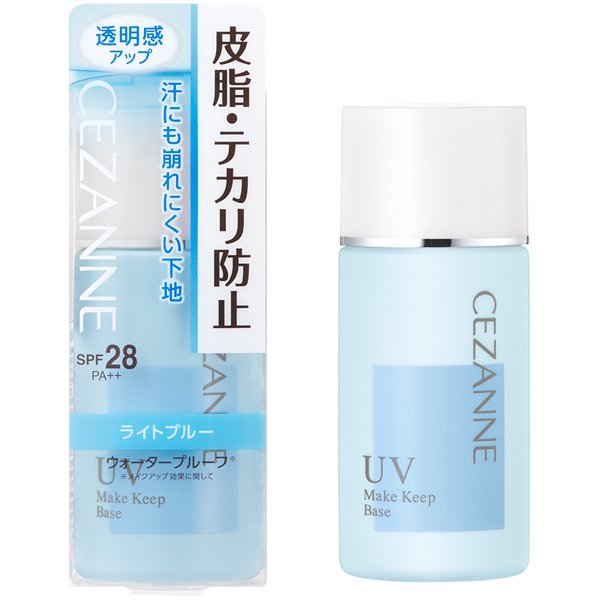 透明感
アップ
皮脂・テカリ防止
汗にも崩れにくい下地
CEZANNE
SPF28
PA++
CEZANNE
ライトブルー
ウォータープルーフ※
※メイクアップ効果に関して
UV
Make Keep
Base
CEZANNE
UV
Make Keep
Base